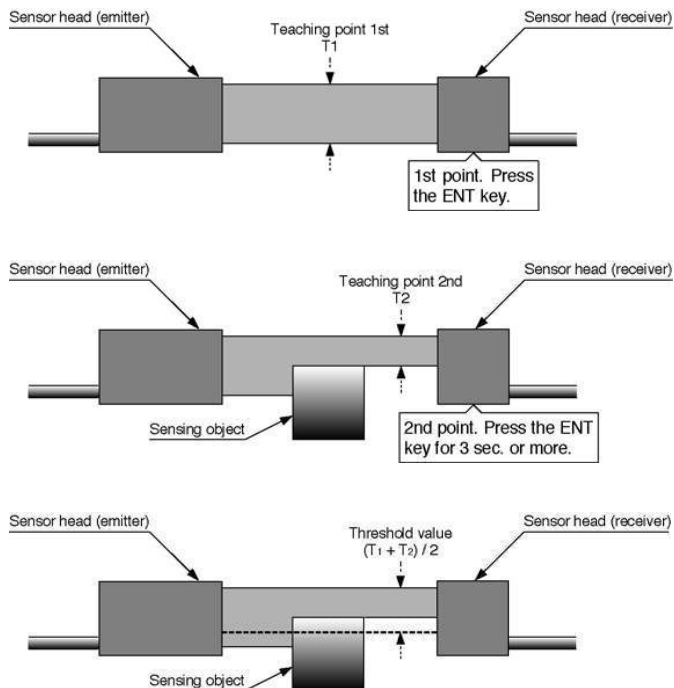 Sensor head (emitter)
Sensor head (receiver)
Teaching point 1st
T1
1st point. Press
the ENT key.
Sensor head (emitter)
Sensor head (receiver)
Teaching point 2nd
T2
Sensing object
2nd point. Press the ENT
key for 3 sec. or more.
Sensor head (emitter)
Sensor head (receiver)
Threshold value
(T1 + T2) / 2
Sensing object